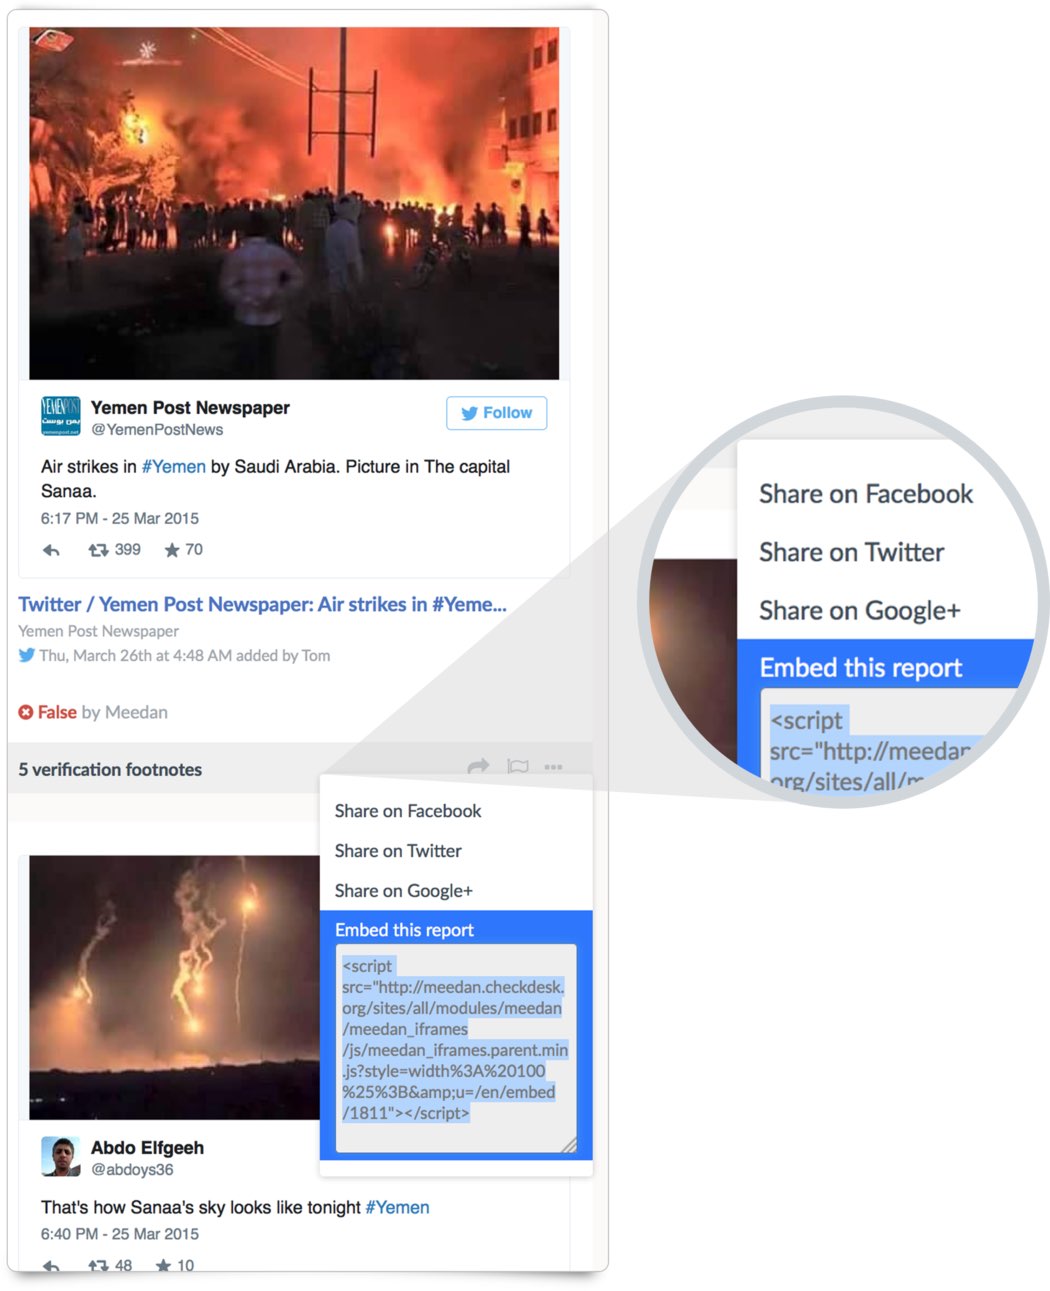 YEMEN POST
يمن بوست
yemenpost.net
Yemen Post Newspaper
@YemenPostNews
Follow
Air strikes in #Yemen by Saudi Arabia. Picture in The capital
Sanaa.
6:17 PM - 25 Mar 2015
399 70
Twitter / Yemen Post Newspaper: Air strikes in #Yeme...
Yemen Post Newspaper
Thu, March 26th at 4:48 AM added by Tom
False by Meedan
5 verification footnotes
Share on Facebook
Share on Twitter
Share on Google+
Embed this report
<script
src="http://meedan.checkdesk.
org/sites/all/modules/meedan
/meedan_iframes
/js/meedan_iframes.parent.min
.js?style=width%3A%20100
%25%3B&amp;u=/en/embed
/1811"></script>
Abdo Elfgeeh
@abdoys36
That's how Sanaa's sky looks like tonight #Yemen
6:40 PM - 25 Mar 2015
48 10
Share on Facebook
Share on Twitter
Share on Google+
Embed this report
<script
src="http://meedan
org/sites/all/m